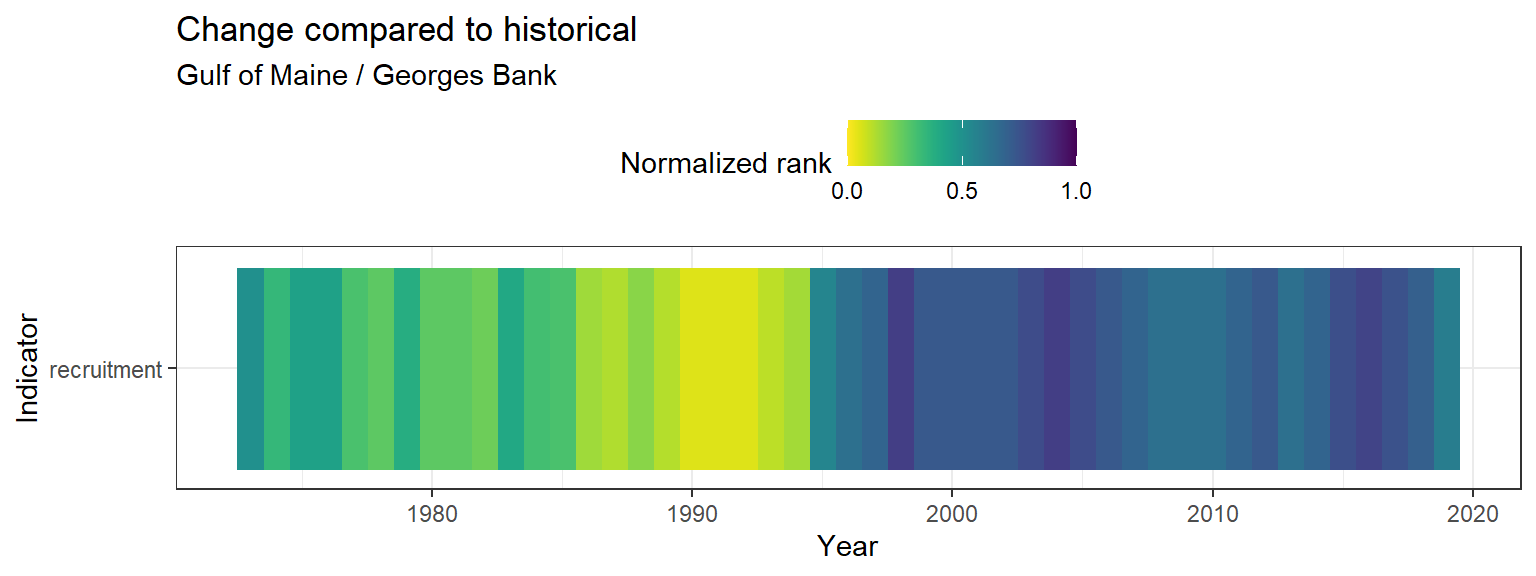 Change compared to historical
Gulf of Maine / Georges Bank
Normalized rank
0.0 0.5 1.0
Indicator
recruitment
1980 1990 2000 2010 2020
Year